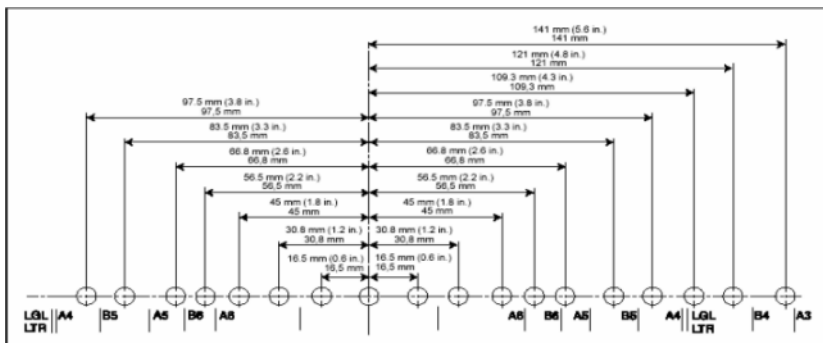 141 mm (5.6 in.)
141 mm
121 mm (4.8 in.)
121 mm
109.3 mm (4.3 in.)
109,3 mm
97.5 mm (3.8 in.) 97.5 mm (3.8 in.)
97,5 mm 97,5 mm
83.5 mm (3.3 in.) 83.5 mm (3.3 in.)
83,5 mm 83,5 mm
66.8 mm (2.6 in.) 66.8 mm (2.6 in.)
66,8 mm 66,8 mm
56.5 mm (2.2 in.) 56.5 mm (2.2 in.)
56,5 mm 56,5 mm
45 mm (1.8 in.) 45 mm (1.8 in.)
45 mm 45 mm
30.8 mm (1.2 in.) 30.8 mm (1.2 in.)
30,8 mm 30,8 mm
16.5 mm (0.6 in.) 16.5 mm (0.6 in.)
16,5 mm 16,5 mm
LGL A4 B5 A5 B6 A6 A6 B6 A5 B5 A4 LGL B4 A3
LTR LTR